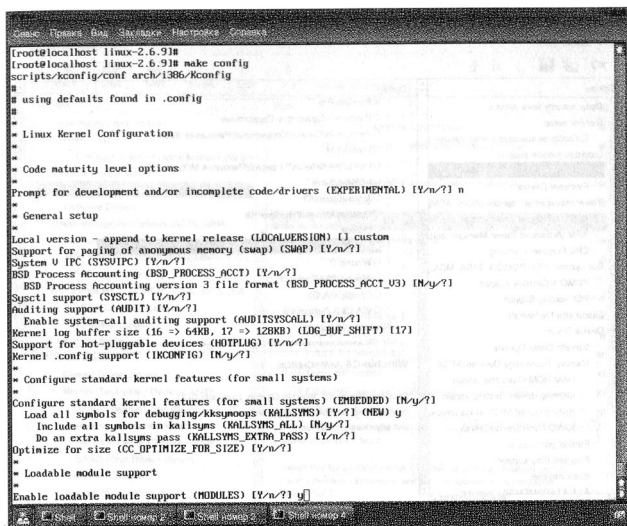 Сеанс Правка Вид Закладки Настройка Справка
[root@localhost linux-2.6.9]#
[root@localhost linux-2.6.9]# make config
scripts/kconfig/conf arch/i386/Kconfig
#
# using defaults found in .config
#
*
* Linux Kernel Configuration
*
*
* Code maturity level options
*
Prompt for development and/or incomplete code/drivers (EXPERIMENTAL) [Y/n/?] n
*
* General setup
*
Local version - append to kernel release (LOCALVERSION) [] custom
Support for paging of anonymous memory (swap) (SWAP) [Y/n/?]
System V IPC (SYSVIPC) [Y/n/?]
BSD Process Accounting (BSD_PROCESS_ACCT) [Y/n/?]
BSD Process Accounting version 3 file format (BSD_PROCESS_ACCT_V3) [N/y/?]
Sysctl support (SYSCTL) [Y/n/?]
Auditing support (AUDIT) [Y/n/?]
Enable system-call auditing support (AUDITSYSCALL) [Y/n/?]
Kernel log buffer size (16 => 64KB, 17 => 128KB) (LOG_BUF_SHIFT) [17]
Support for hot-pluggable devices (HOTPLUG) [Y/n/?]
Kernel .config support (IKCONFIG) [N/y/?]
*
* Configure standard kernel features (for small systems)
*
Configure standard kernel features (for small systems) (EMBEDDED) [N/y/?]
Load all symbols for debugging/kksymoops (KALLSYMS) [Y/?] (NEW) y
Include all symbols in kallsyms (KALLSYMS_ALL) [N/y/?]
Do an extra kallsyms pass (KALLSYMS_EXTRA_PASS) [Y/n/?]
Optimize for size (CC_OPTIMIZE_FOR_SIZE) [Y/n/?]
*
* Loadable module support
*
Enable loadable module support (MODULES) [Y/n/?] y
Shell Shell номер 2 Shell номер 3 Shell номер 4